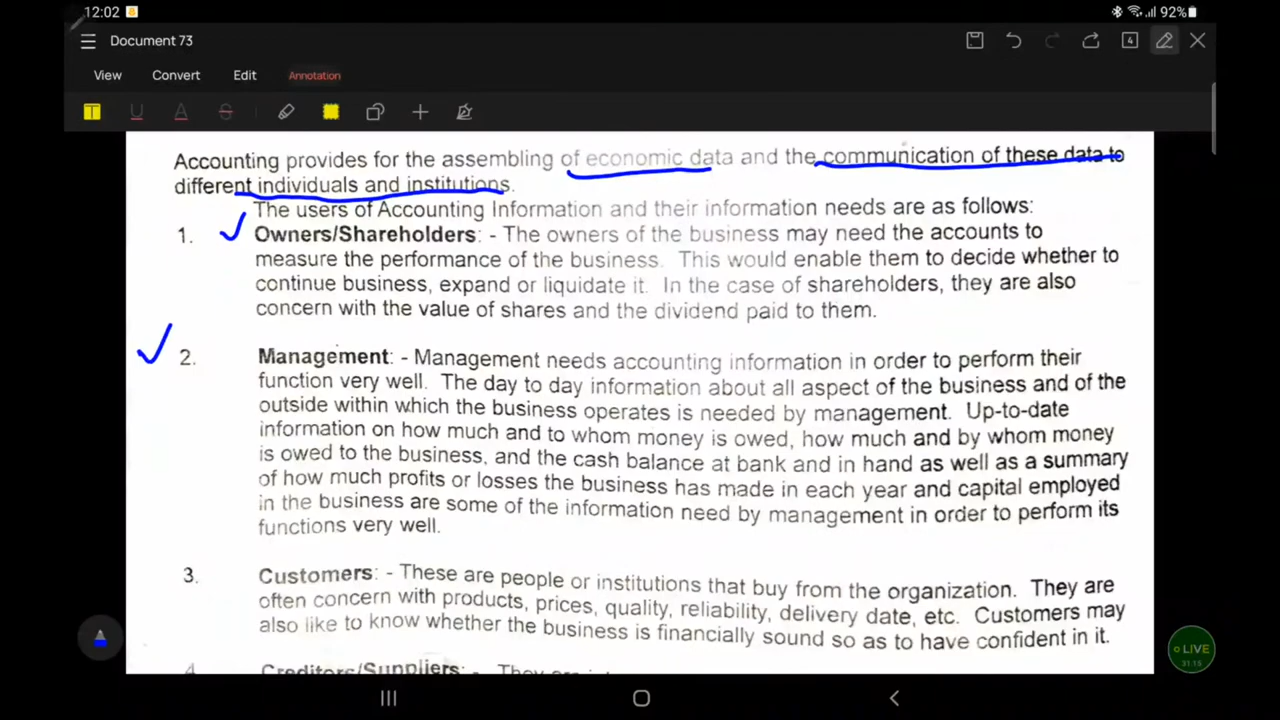 12:02
92%
Document 73
4
View Convert Edit Annotation
T U A S
Accounting provides for the assembling of economic data and the communication of these data to
different individuals and institutions.
The users of Accounting Information and their information needs are as follows:
1. Owners/Shareholders: - The owners of the business may need the accounts to
measure the performance of the business. This would enable them to decide whether to
continue business, expand or liquidate it. In the case of shareholders, they are also
concern with the value of shares and the dividend paid to them.
2. Management: - Management needs accounting information in order to perform their
function very well. The day to day information about all aspect of the business and of the
outside within which the business operates is needed by management. Up-to-date
information on how much and to whom money is owed, how much and by whom money
is owed to the business, and the cash balance at bank and in hand as well as a summary
of how much profits or losses the business has made in each year and capital employed
in the business are some of the information need by management in order to perform its
functions very well.
3. Customers: - These are people or institutions that buy from the organization. They are
often concern with products, prices, quality, reliability, delivery date, etc. Customers may
also like to know whether the business is financially sound so as to have confident in it.
4 Creditors/Suppliers: - They are
LIVE
31:15